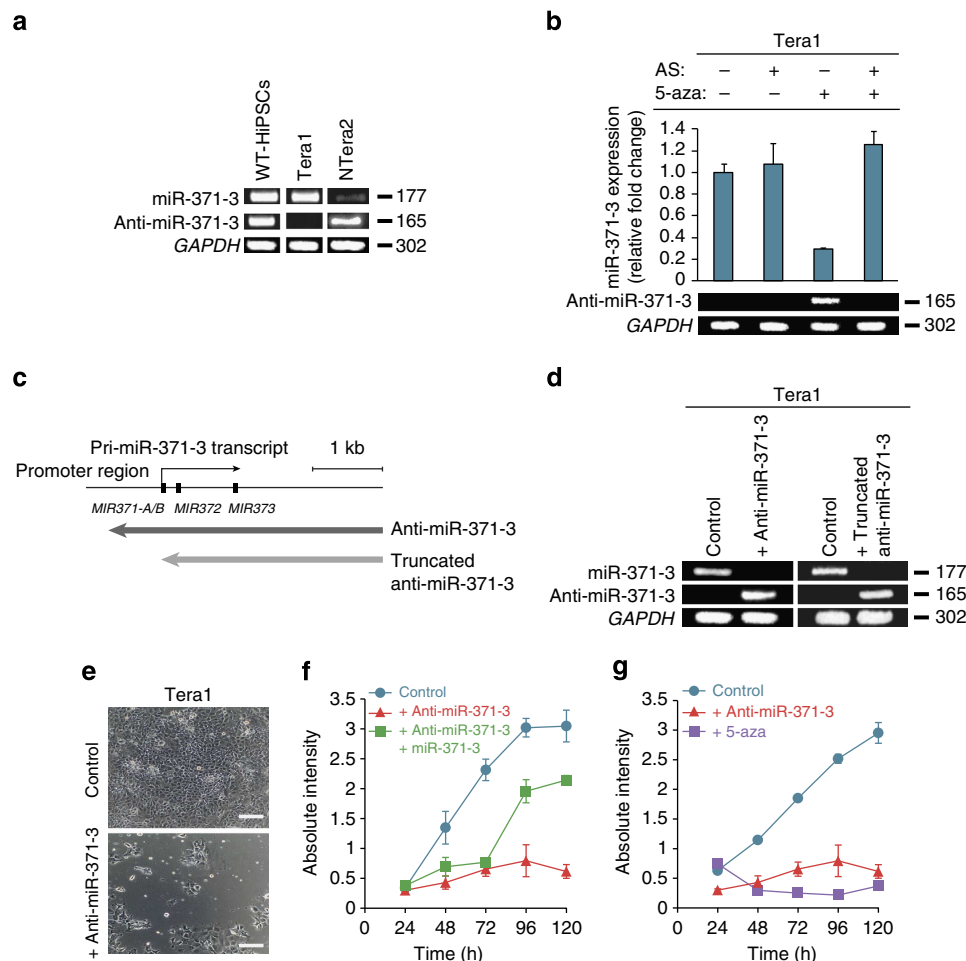 a
WT-HiPSCs
Tera1
NTera2
miR-371-3
177
Anti-miR-371-3
165
GAPDH
302
b
Tera1
AS: – + – +
5-aza: – – + +
miR-371-3 expression
(relative fold change)
1.4
1.2
1.0
0.8
0.6
0.4
0.2
0
Anti-miR-371-3
165
GAPDH
302
c
Pri-miR-371-3 transcript
1 kb
Promoter region
MIR371-A/B MIR372 MIR373
Anti-miR-371-3
Truncated
anti-miR-371-3
d
Tera1
Control
+ Anti-miR-371-3
Control
+ Truncated
anti-miR-371-3
miR-371-3
177
Anti-miR-371-3
165
GAPDH
302
e
Tera1
Control
+ Anti-miR-371-3
f
Control
+ Anti-miR-371-3
+ Anti-miR-371-3
+ miR-371-3
Absolute intensity
3.5
3
2.5
2
1.5
1
0.5
0
0 24 48 72 96 120
Time (h)
g
Control
+ Anti-miR-371-3
+ 5-aza
Absolute intensity
3.5
3
2.5
2
1.5
1
0.5
0
0 24 48 72 96 120
Time (h)